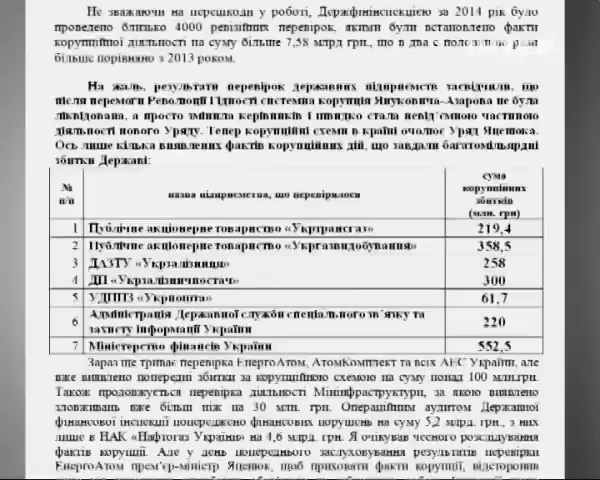 Не зважаючи на перешкоди у роботі, Держфінінспекцією за 2014 рік було
проведено близько 4000 ревізійних перевірок, якими були встановлено факти
корупційної діяльності на суму більше 7,58 млрд грн., що в два с половиною раза
більше порівняно з 2013 роком.
На жаль, результати перевірок державних підприємств засвідчили, що
після перемоги Революції Гідності системна корупція Януковича-Азарова не була
ліквідована, а просто змінила керівників і швидко стала невід`ємною частиною
діяльності нового Уряду. Тепер корупційні схеми в країні очолює Уряд Яценюка.
Ось лише кілька виявлених фактів корупційних дій, що завдали багатомільярдні
збитки Державі:
№ п/п
назва підприємства, що перевірялося
сума
корупційних
збитків
(млн. грн)
1 Публічне акціонерне товариство «Укртрансгаз» 219,4
2 Публічне акціонерне товариство «Укргазвидобування» 358,5
3 ДАЗТУ «Укрзалізниця» 258
4 ДП «Укрзалізничпостач» 300
5 УДППЗ «Укрпошта» 61,7
6 Адміністрація Державної служби спеціального зв`язку та
захисту інформації України 220
7 Міністерство фінансів України 552,5
Зараз ще триває перевірка ЕнергоАтом, АтомКомплект та всіх АЕС України, але
вже виявлено попередні збитки за корупційною схемою на суму понад 100 млн.грн.
Також продовжується перевірка діяльності Мінінфраструктури, за якою виявлено
зловживань вже більш ніж на 30 млн. грн. Операційним аудитом Державної
фінансової інспекції попереджено фінансових порушень на суму 5,2 млрд. грн., з них
лише в НАК «Нафтогаз України» на 4,6 млрд. грн. Я очікував чесного розслідування
фактів корупції. Але у день попереднього заслуховування результатів перевірки
ЕнергоАтом прем’єр-міністр Яценюк, щоб приховати факти корупції, відсторонив